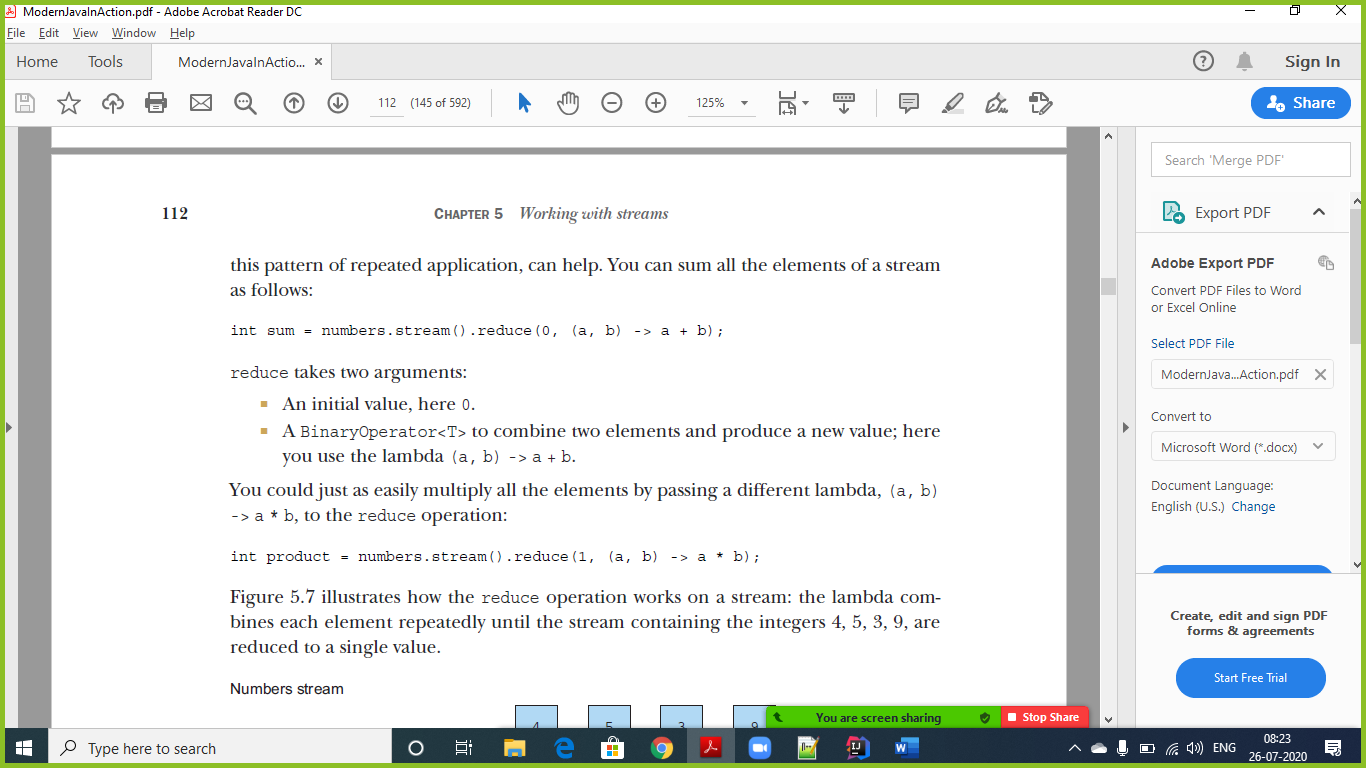 ModernJavaInAction.pdf - Adobe Acrobat Reader DC
File Edit View Window Help
Home Tools ModernJavaInActio... × Sign In
112 (145 of 592) 125% Share
Search 'Merge PDF'
112 CHAPTER 5 Working with streams
Export PDF
this pattern of repeated application, can help. You can sum all the elements of a stream
as follows:
int sum = numbers.stream().reduce(0, (a, b) -> a + b);
reduce takes two arguments:
▪ An initial value, here 0.
▪ A BinaryOperator<T> to combine two elements and produce a new value; here
you use the lambda (a, b) -> a + b.
You could just as easily multiply all the elements by passing a different lambda, (a, b)
-> a * b, to the reduce operation:
int product = numbers.stream().reduce(1, (a, b) -> a * b);
Figure 5.7 illustrates how the reduce operation works on a stream: the lambda com-
bines each element repeatedly until the stream containing the integers 4, 5, 3, 9, are
reduced to a single value.
Numbers stream
4 5 3 9
Adobe Export PDF
Convert PDF Files to Word
or Excel Online
Select PDF File
ModernJava...Action.pdf
Convert to
Microsoft Word (*.docx)
Document Language:
English (U.S.) Change
Create, edit and sign PDF
forms & agreements
Start Free Trial
You are screen sharing Stop Share
Type here to search
ENG
08:23
26-07-2020